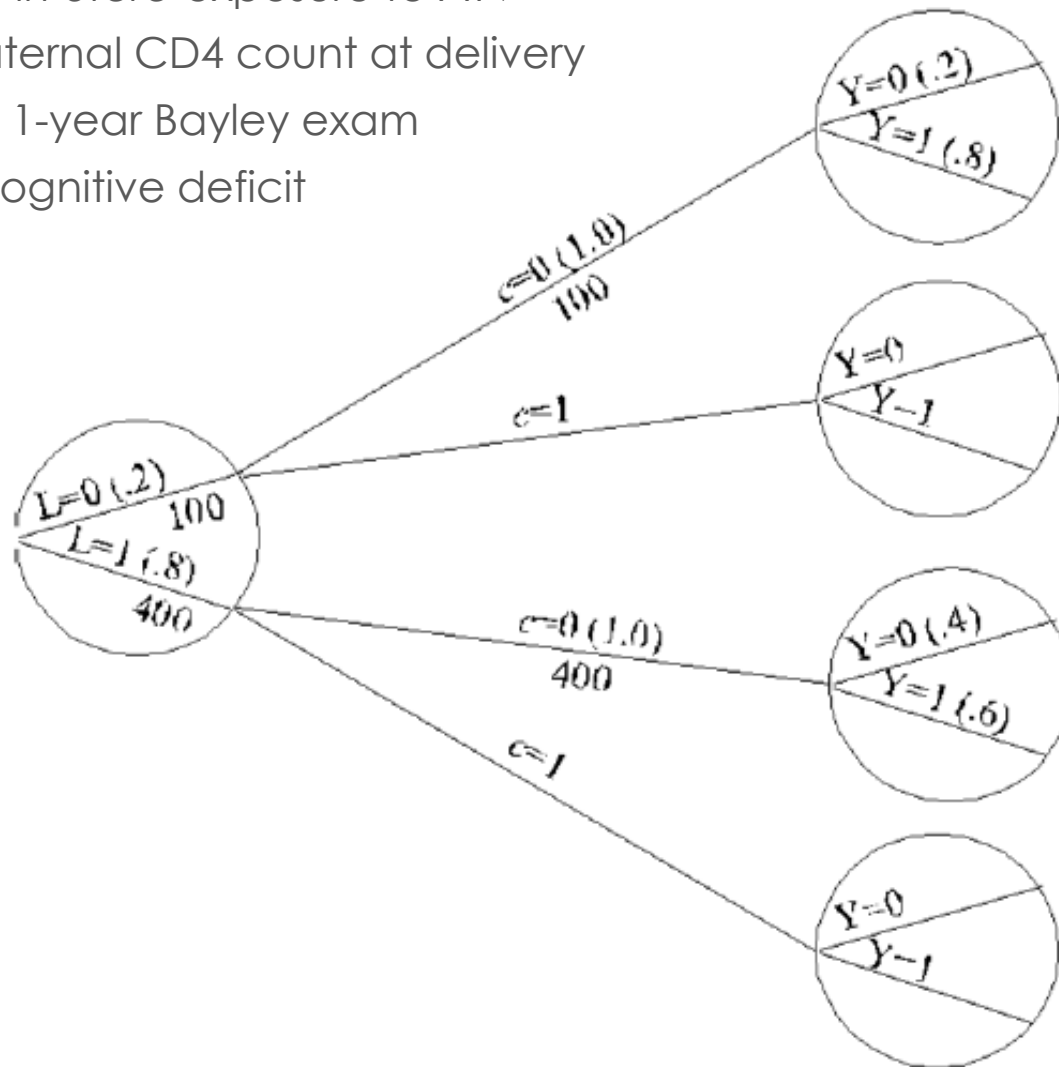 aternal CD4 count at delivery
1-year Bayley exam
ognitive deficit
Y=0 (.2)
Y=1 (.8)
c=0 (1.0)
100
Y=0
Y-1
c=1
L=0 (.2)
100
L=1 (.8)
400
c=0 (1.0)
400
Y=0 (.4)
Y=1 (.6)
c=1
Y=0
Y-1